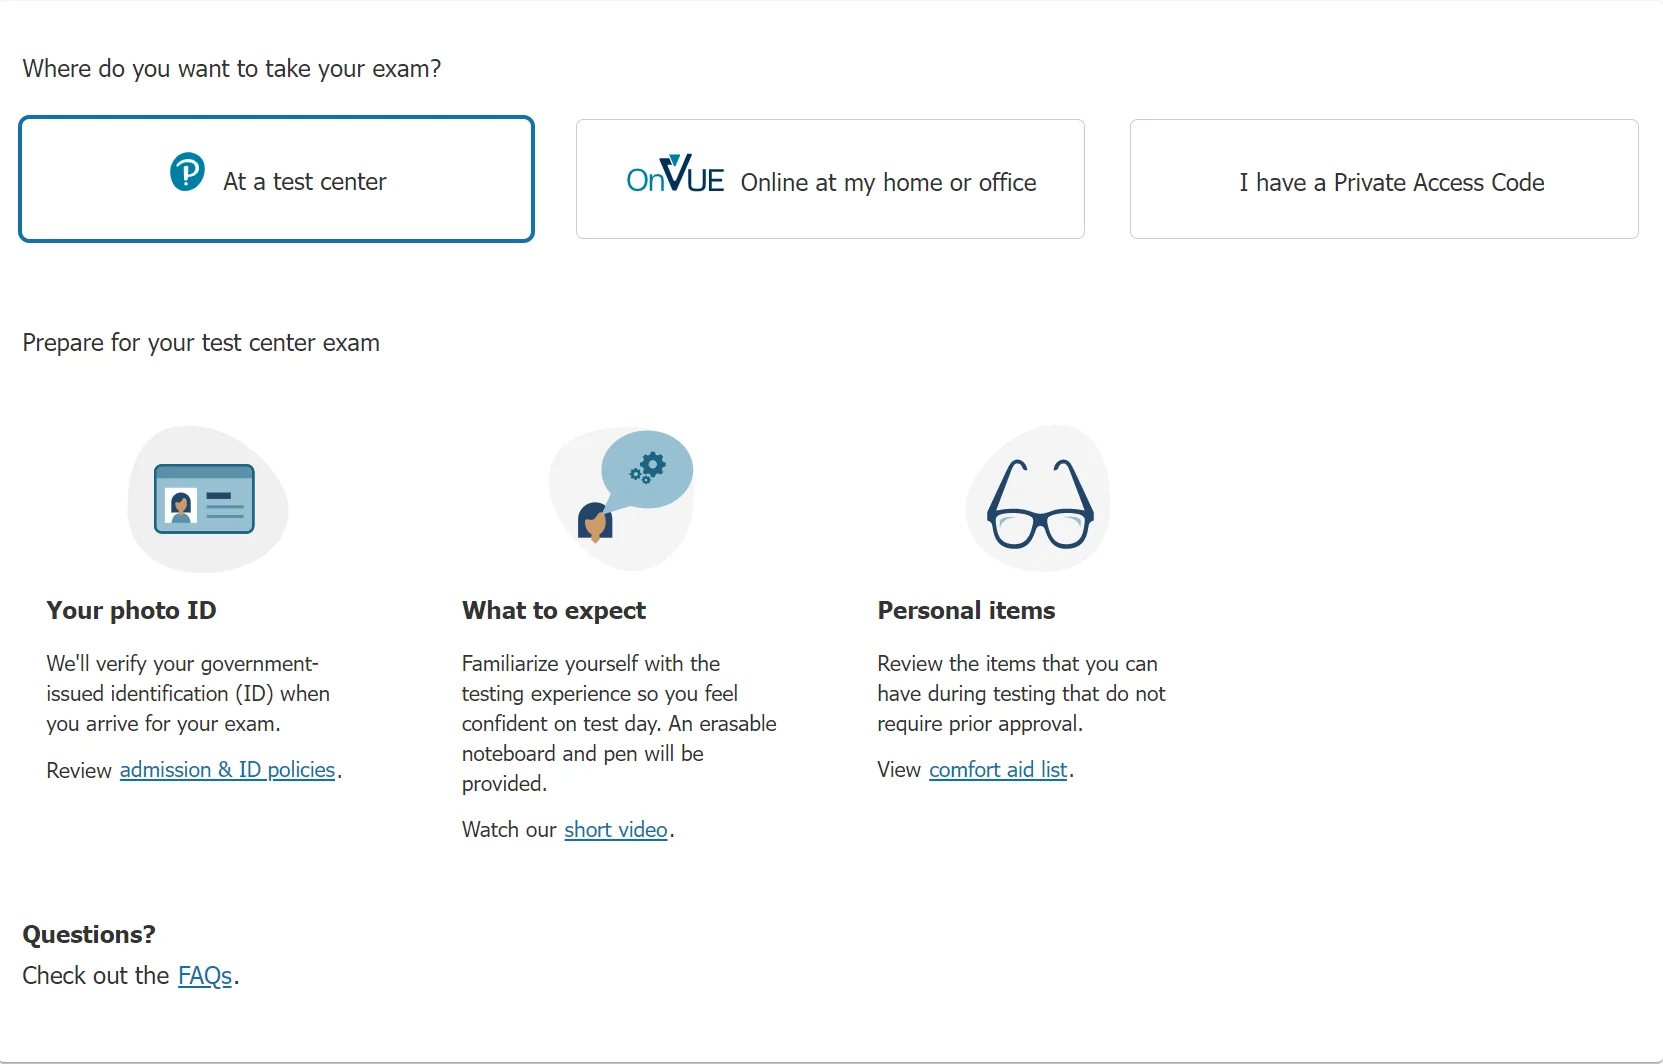 Where do you want to take your exam?
At a test center
OnVUE Online at my home or office
I have a Private Access Code
Prepare for your test center exam
Your photo ID
We'll verify your government-
issued identification (ID) when
you arrive for your exam.
Review admission & ID policies.
What to expect
Familiarize yourself with the
testing experience so you feel
confident on test day. An erasable
noteboard and pen will be
provided.
Watch our short video.
Personal items
Review the items that you can
have during testing that do not
require prior approval.
View comfort aid list.
Questions?
Check out the FAQs.